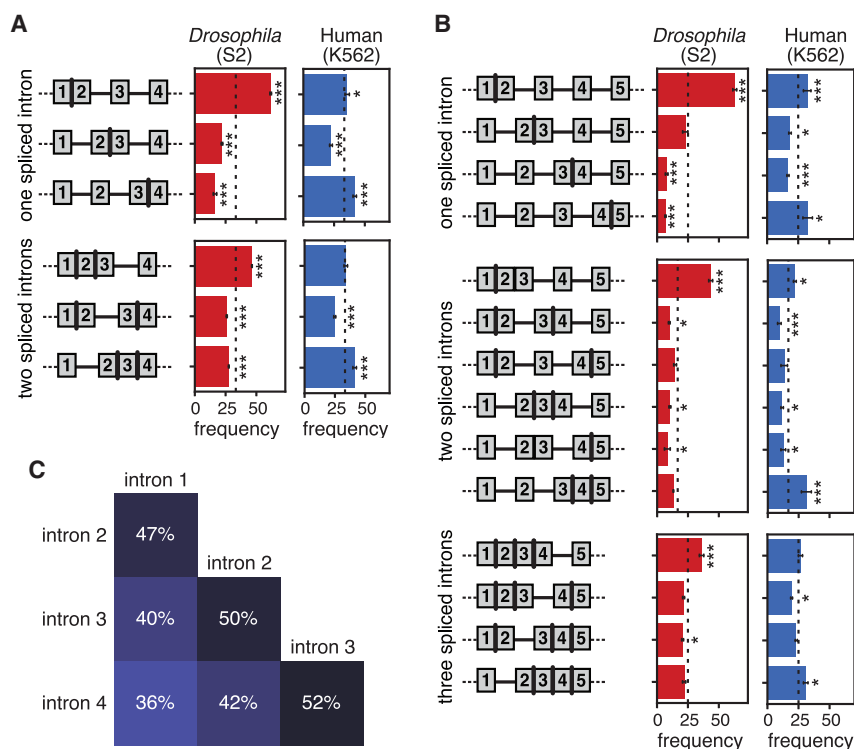 A
Drosophila
(S2)
Human
(K562)
one spliced intron
1 2 3 4
***
*
1 2 3 4
***
***
1 2 3 4
***
***
two spliced introns
1 2 3 4
***
1 2 3 4
***
***
1 2 3 4
***
***
0 25 50
0 25 50
frequency
frequency
B
Drosophila
(S2)
Human
(K562)
one spliced intron
1 2 3 4 5
***
***
1 2 3 4 5
*
1 2 3 4 5
***
***
1 2 3 4 5
***
*
two spliced introns
1 2 3 4 5
***
*
1 2 3 4 5
*
***
1 2 3 4 5
1 2 3 4 5
*
*
1 2 3 4 5
*
*
1 2 3 4 5
***
three spliced introns
1 2 3 4 5
***
1 2 3 4 5
*
1 2 3 4 5
*
1 2 3 4 5
*
0 25 50
0 25 50
frequency
frequency
C
intron 1
intron 2
47%
intron 2
intron 3
40%
50%
intron 3
intron 4
36%
42%
52%